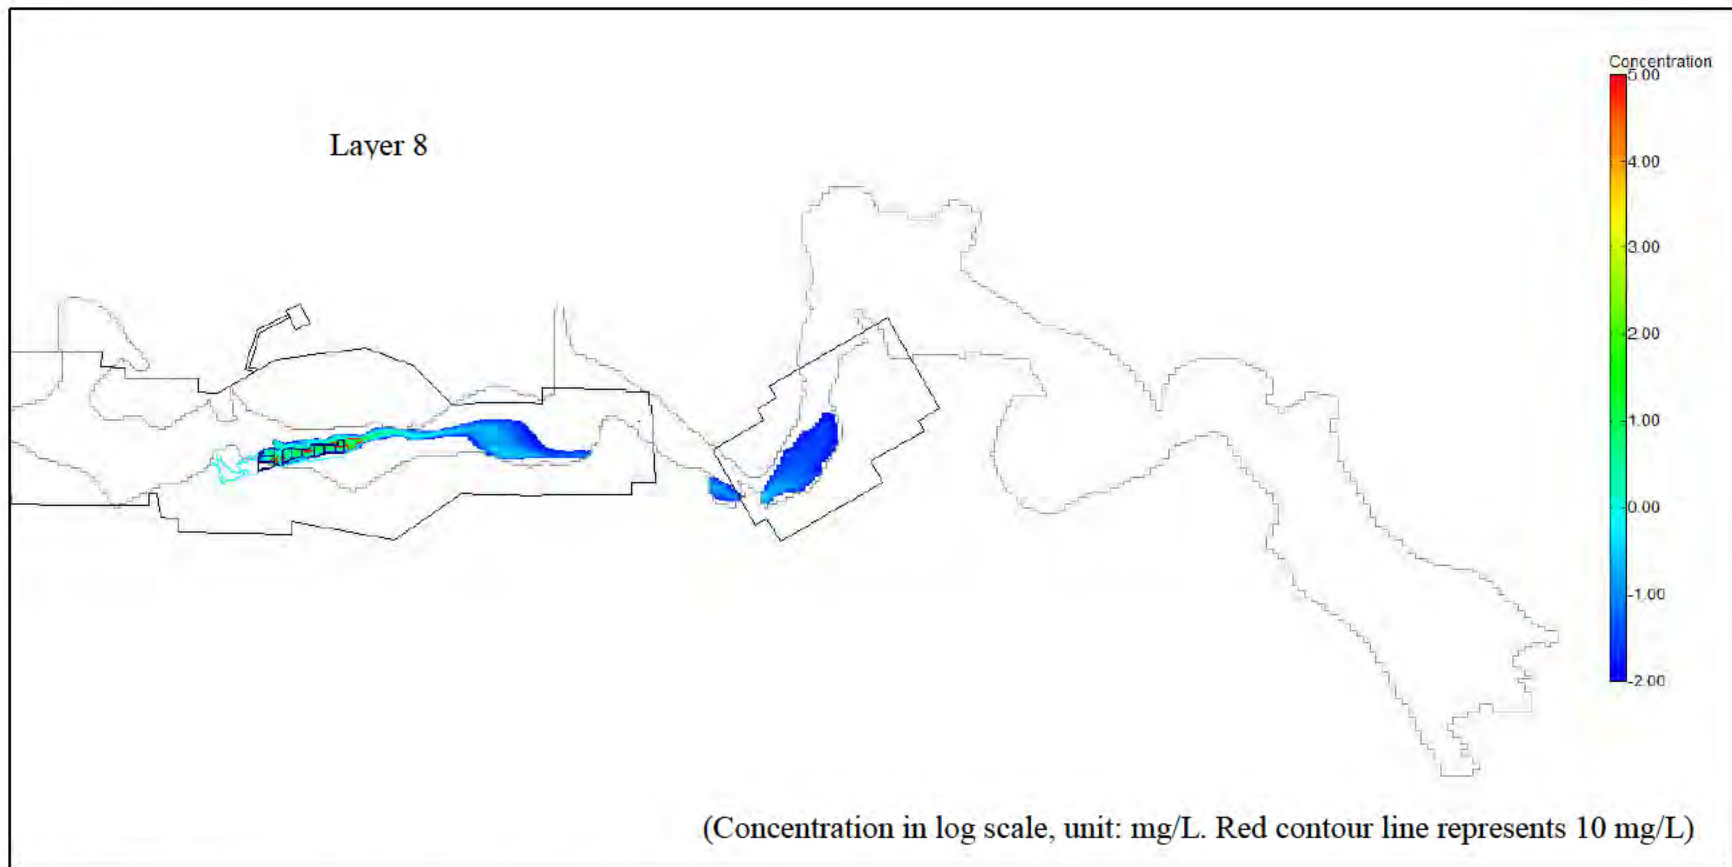 Concentration
5.00
Layer 8
4.00
3.00
2.00
1.00
0.00
-1.00
-2.00
(Concentration in log scale, unit: mg/L. Red contour line represents 10 mg/L)